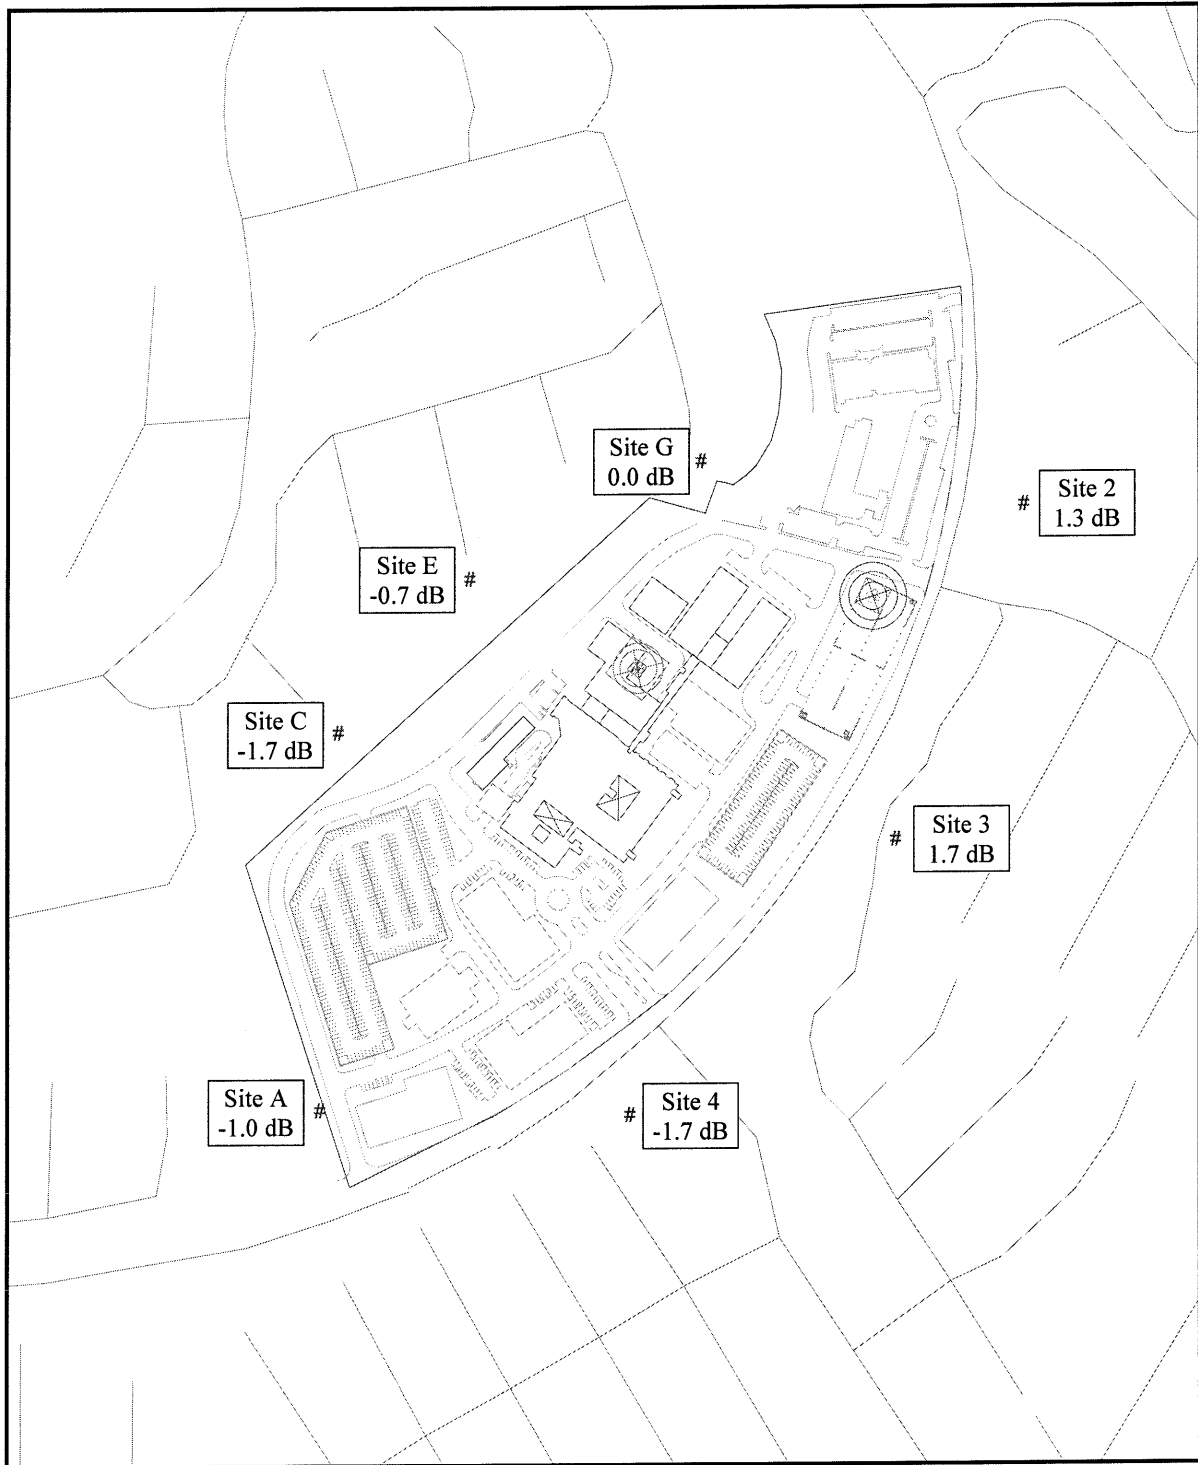 Site G
0.0 dB
#
Site 2
1.3 dB
#
Site E
-0.7 dB
#
Site C
-1.7 dB
#
Site 3
1.7 dB
#
Site A
-1.0 dB
#
Site 4
-1.7 dB
#